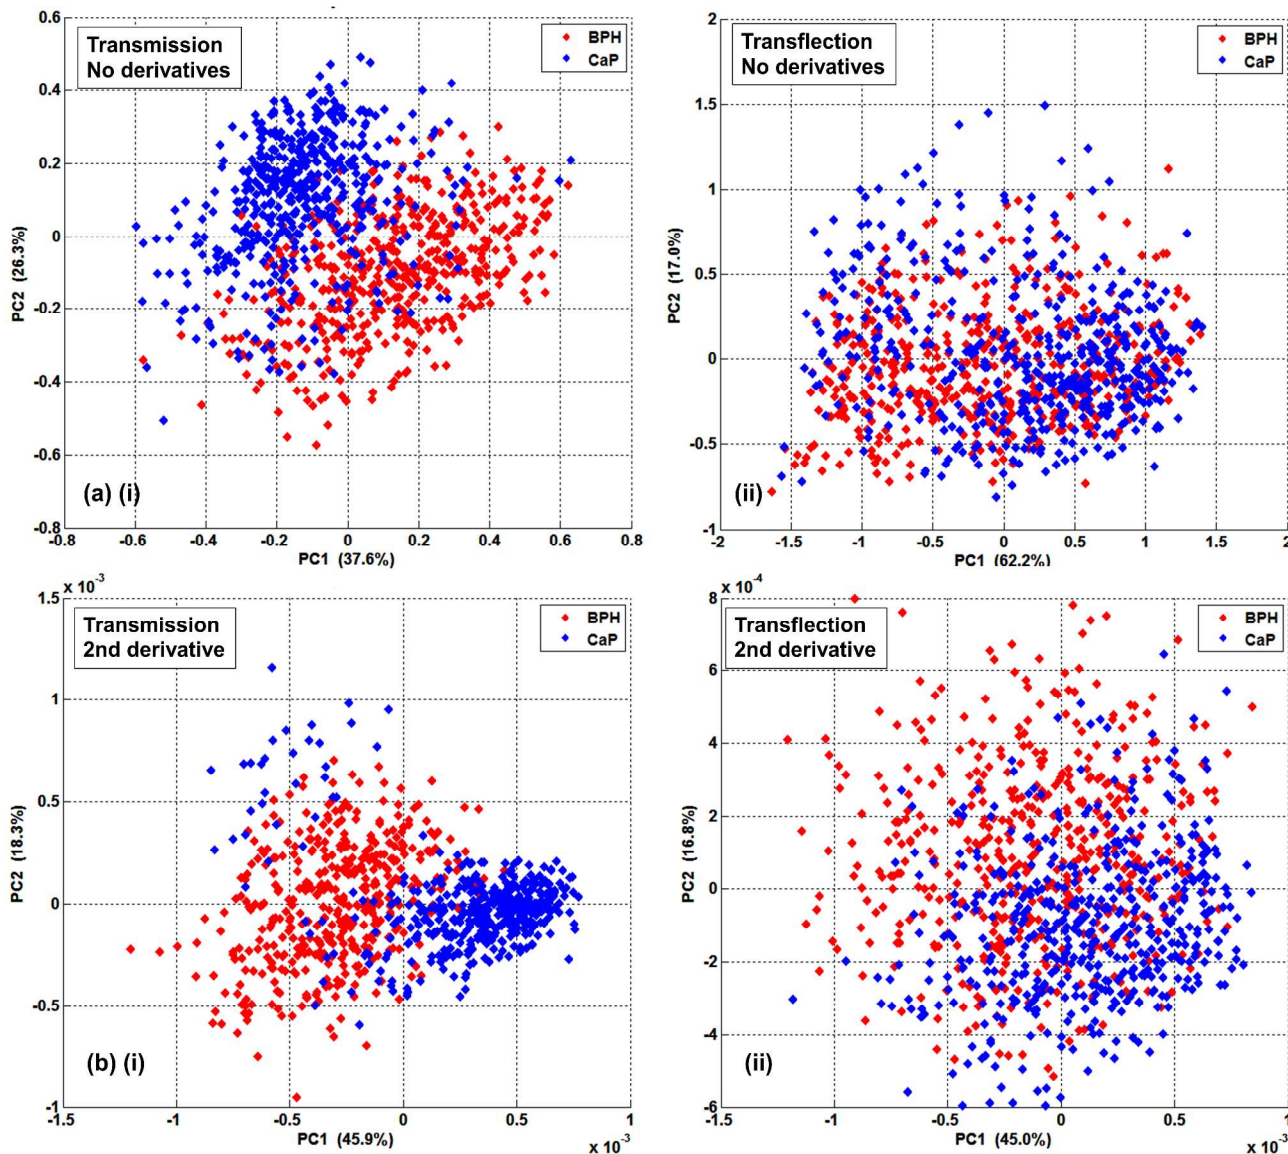 Transmission
No derivatives
BPH
CaP
0.6
0.4
0.2
0
-0.2
-0.4
-0.6
-0.8
PC2 (26.3%)
(a) (i)
-0.8 -0.6 -0.4 -0.2 0 0.2 0.4 0.6 0.8
PC1 (37.6%)
Transflection
No derivatives
BPH
CaP
2
1.5
1
0.5
0
-0.5
-1
PC2 (17.0%)
(ii)
-2 -1.5 -1 -0.5 0 0.5 1 1.5 2
PC1 (62.2%)
x 10-3
Transmission
2nd derivative
BPH
CaP
1.5
1
0.5
0
-0.5
-1
PC2 (18.3%)
(b) (i)
-1.5 -1 -0.5 0 0.5 1
PC1 (45.9%)
x 10-3
x 10-4
Transflection
2nd derivative
BPH
CaP
8
6
4
2
0
-2
-4
6
PC2 (16.8%)
(ii)
-1.5 -1 -0.5 0 0.5 1
PC1 (45.0%)
x 10-3